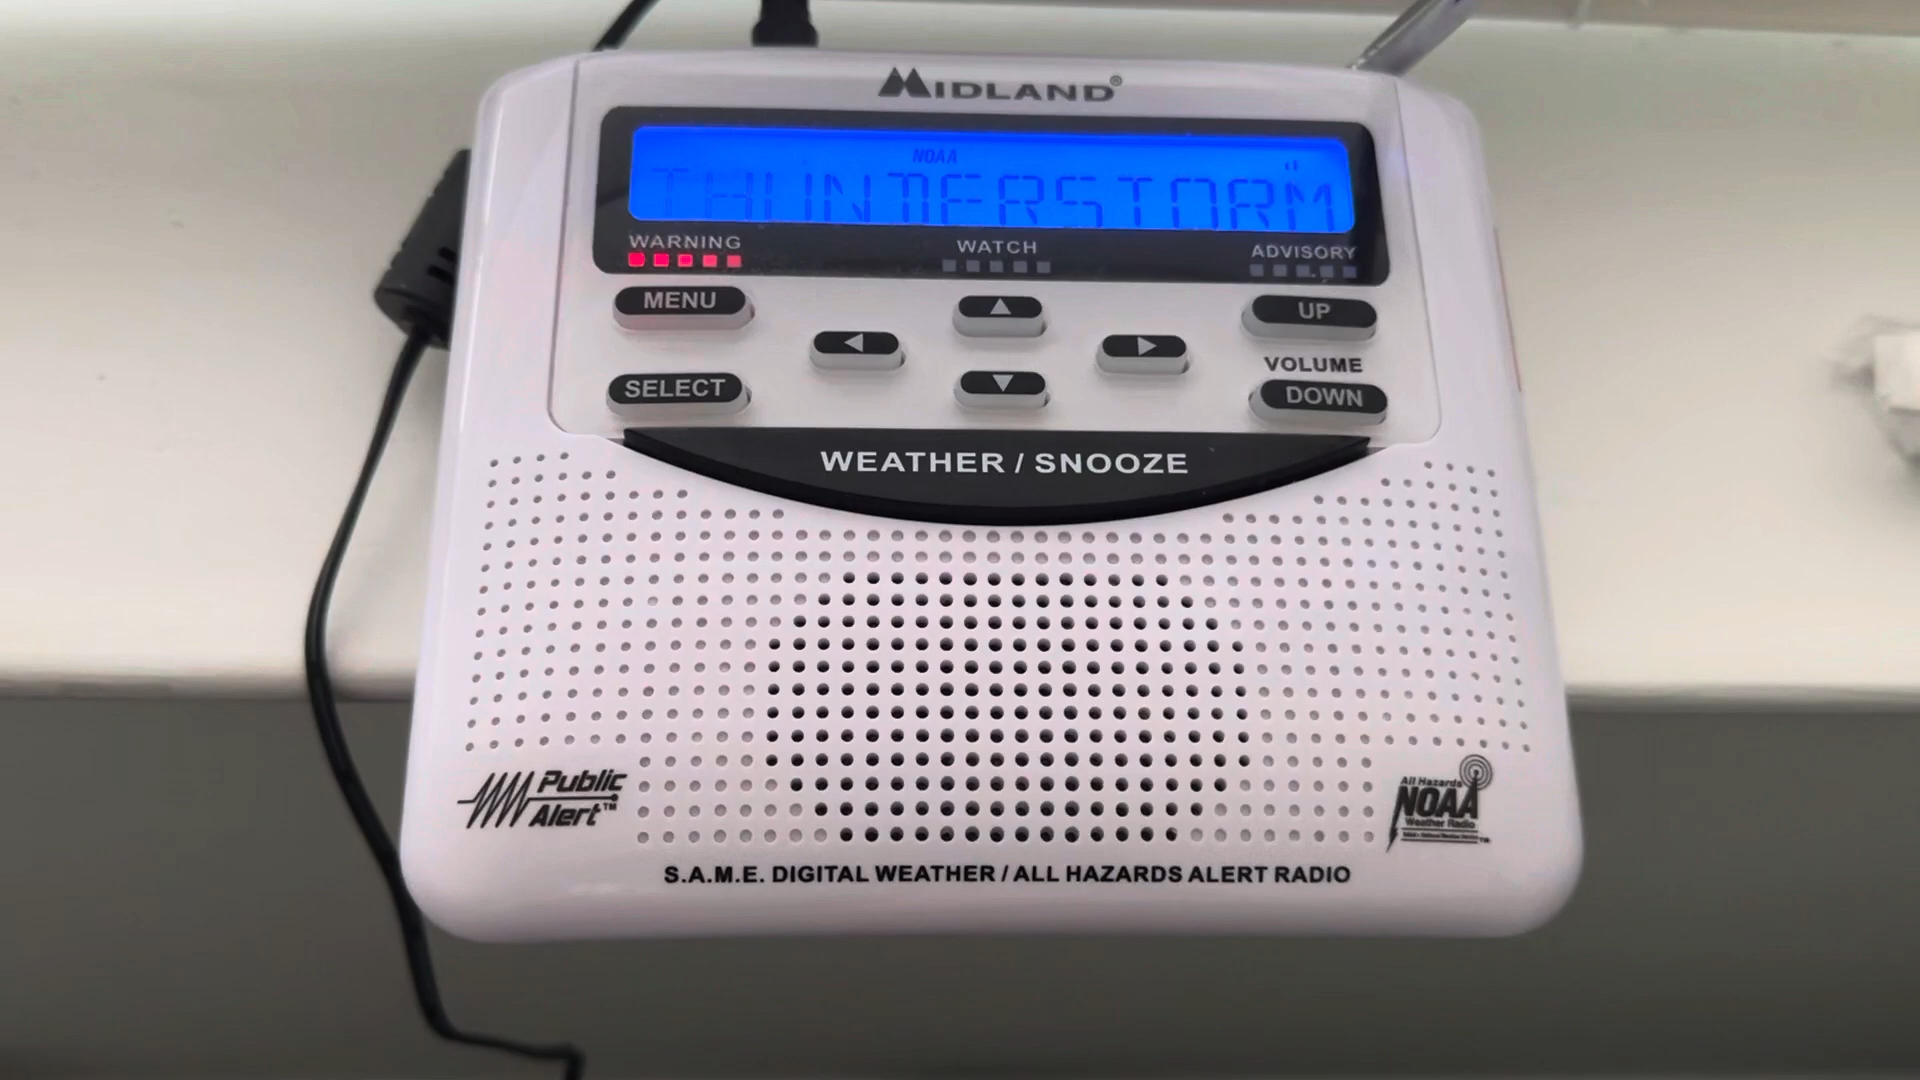 MIDLAND®
NOAA
THUNDERSTORM
WARNING WATCH ADVISORY
MENU UP
VOLUME
SELECT DOWN
WEATHER / SNOOZE
Public
Alert™
All Hazards
NOAA
Weather Radio
S.A.M.E. DIGITAL WEATHER / ALL HAZARDS ALERT RADIO